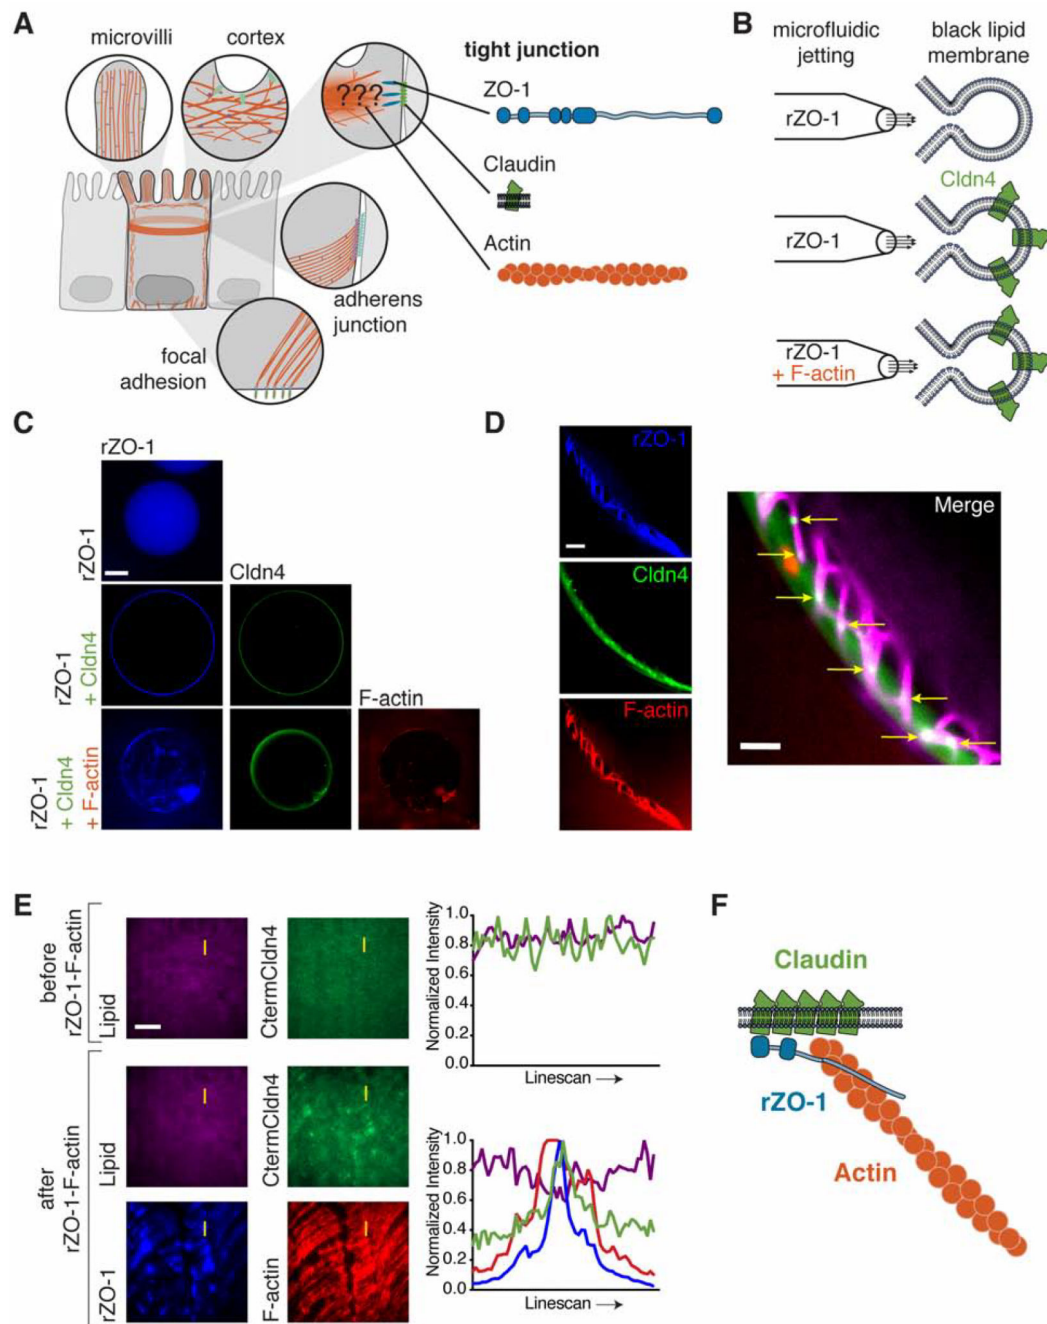 A
microvilli
cortex
???
tight junction
ZO-1
Claudin
Actin
adherens
junction
focal
adhesion
B
microfluidic
jetting
black lipid
membrane
rZO-1
Cldn4
rZO-1
rZO-1
+ F-actin
C
rZO-1
rZO-1
Cldn4
rZO-1
+ Cldn4
F-actin
rZO-1
+ Cldn4
+ F-actin
D
rZO-1
Cldn4
F-actin
Merge
E
before
rZO-1-F-actin
Lipid
CtermCldn4
Normalized Intensity
1.0
0.8
0.6
0.4
0.2
0.0
Linescan
after
rZO-1-F-actin
Lipid
CtermCldn4
rZO-1
F-actin
Normalized Intensity
1.0
0.8
0.6
0.4
0.2
0.0
Linescan
F
Claudin
rZO-1
Actin